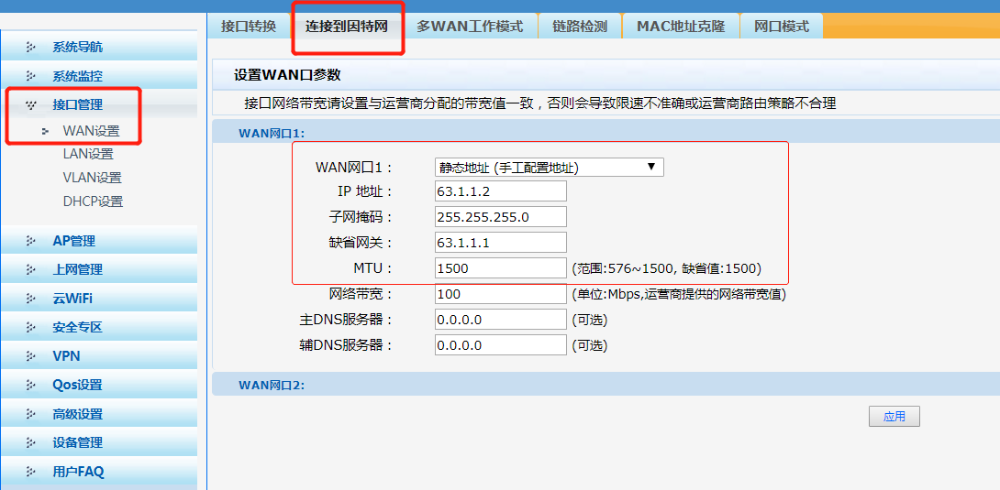 接口转换 连接到因特网 多WAN工作模式 链路检测 MAC地址克隆 网口模式
系统导航
系统监控
接口管理
WAN设置
LAN设置
VLAN设置
DHCP设置
AP管理
上网管理
云WiFi
安全专区
VPN
Qos设置
高级设置
设备管理
用户FAQ
设置WAN口参数
接口网络带宽请设置与运营商分配的带宽值一致，否则会导致限速不准确或运营商路由策略不合理
WAN网口1:
WAN网口1： 静态地址 (手工配置地址)
IP 地址： 63.1.1.2
子网掩码： 255.255.255.0
缺省网关： 63.1.1.1
MTU： 1500 (范围:576~1500, 缺省值:1500)
网络带宽： 100 (单位:Mbps,运营商提供的网络带宽值)
主DNS服务器： 0.0.0.0 (可选)
辅DNS服务器： 0.0.0.0 (可选)
WAN网口2:
应用